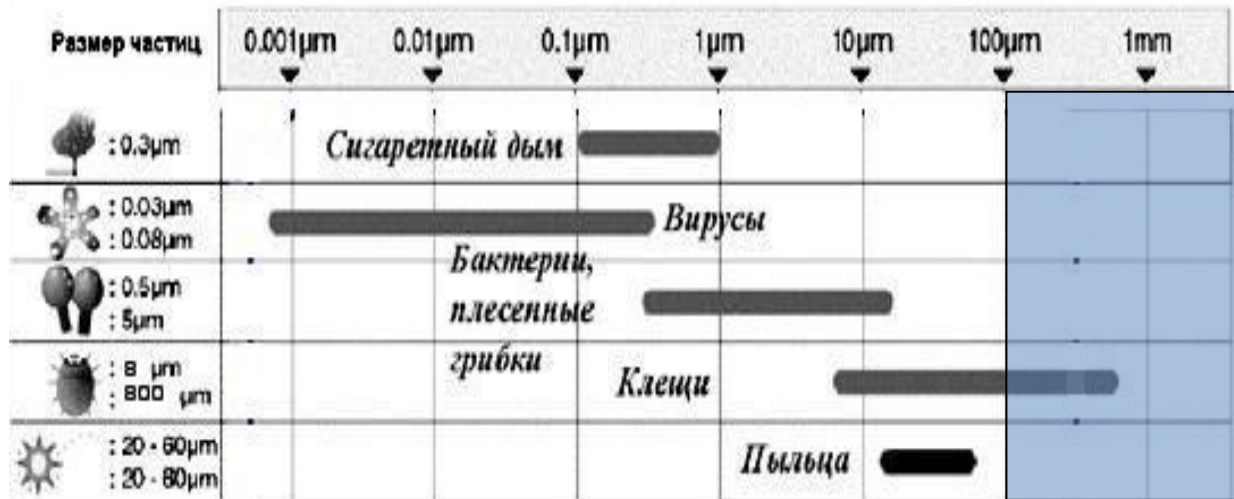 Размер частиц 0.001µm 0.01µm 0.1µm 1µm 10µm 100µm 1mm
: 0.3µm Сигаретный дым
: 0.03µm
: 0.08µm
Вирусы
Бактерии,
плесенные
грибки
: 0.5µm
: 5µm
: 8 µm
: 800 µm
Клещи
: 20 - 60µm
: 20 - 80µm
Пыльца